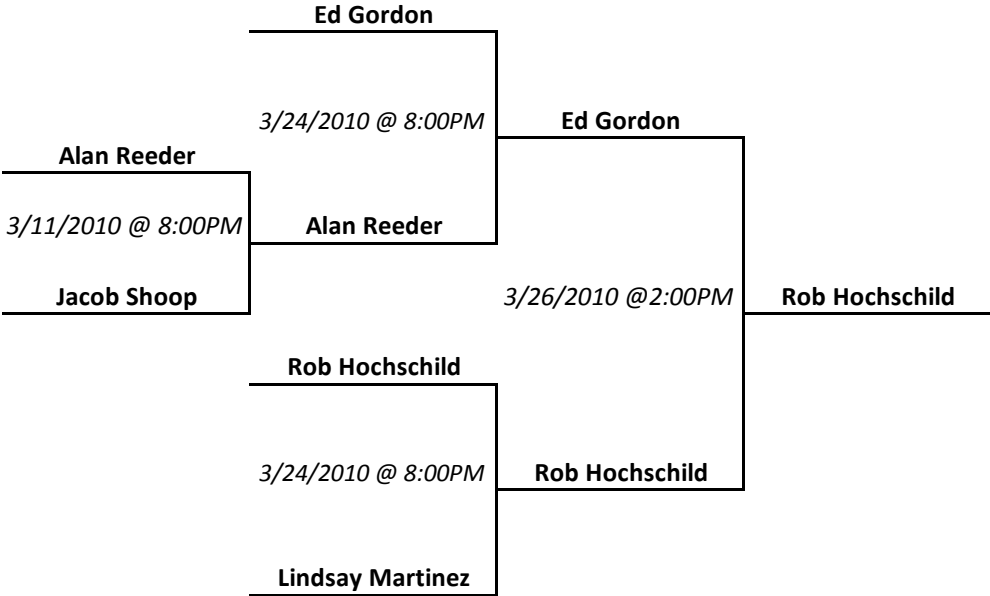 Ed Gordon
3/24/2010 @ 8:00PM
Ed Gordon
Alan Reeder
3/11/2010 @ 8:00PM
Alan Reeder
Jacob Shoop
3/26/2010 @2:00PM
Rob Hochschild
Rob Hochschild
3/24/2010 @ 8:00PM
Rob Hochschild
Lindsay Martinez